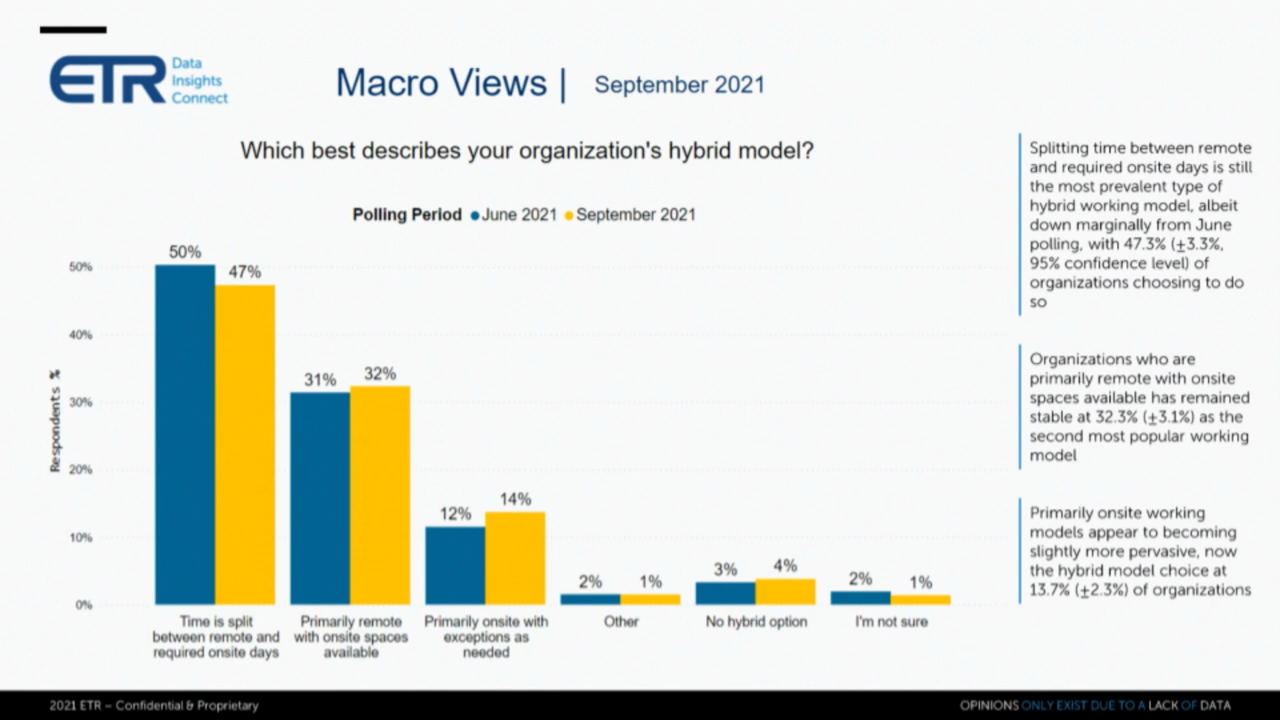 ETR Data
Insights
Connect
Macro Views | September 2021
Which best describes your organization's hybrid model?
Polling Period June 2021 September 2021
Respondents %
50%
40%
30%
20%
10%
0%
50%
47%
31%
32%
12%
14%
2%
1%
3%
4%
2%
1%
Time is split
between remote and
required onsite days
Primarily remote
with onsite spaces
available
Primarily onsite with
exceptions as
needed
Other
No hybrid option
I'm not sure
Splitting time between remote
and required onsite days is still
the most prevalent type of
hybrid working model, albeit
down marginally from June
polling, with 47.3% (±3.3%,
95% confidence level) of
organizations choosing to do
so
Organizations who are
primarily remote with onsite
spaces available has remained
stable at 32.3% (±3.1%) as the
second most popular working
model
Primarily onsite working
models appear to becoming
slightly more pervasive, now
the hybrid model choice at
13.7% (±2.3%) of organizations
2021 ETR – Confidential & Proprietary
OPINIONS ONLY EXIST DUE TO A LACK OF DATA